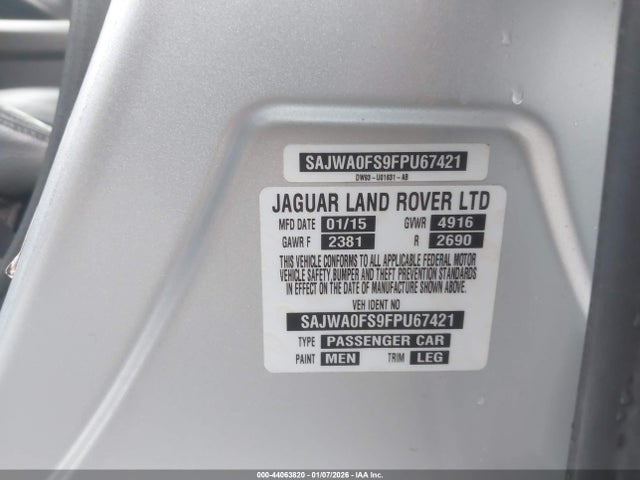 SAJWA0FS9FPU67421
DW93-U01831-AB
JAGUAR LAND ROVER LTD
MFD DATE 01/15 GVWR 4916
GAWR F 2381 R 2690
THIS VEHICLE CONFORMS TO ALL APPLICABLE FEDERAL MOTOR
VEHICLE SAFETY, BUMPER AND THEFT PREVENTION STANDARDS
IN EFFECT ON THE DATE OF MANUFACTURE SHOWN ABOVE.
VEH IDENT NO
SAJWA0FS9FPU67421
TYPE PASSENGER CAR
PAINT MEN TRIM LEG
000-44063820 - 01/07/2026 - IAA Inc.